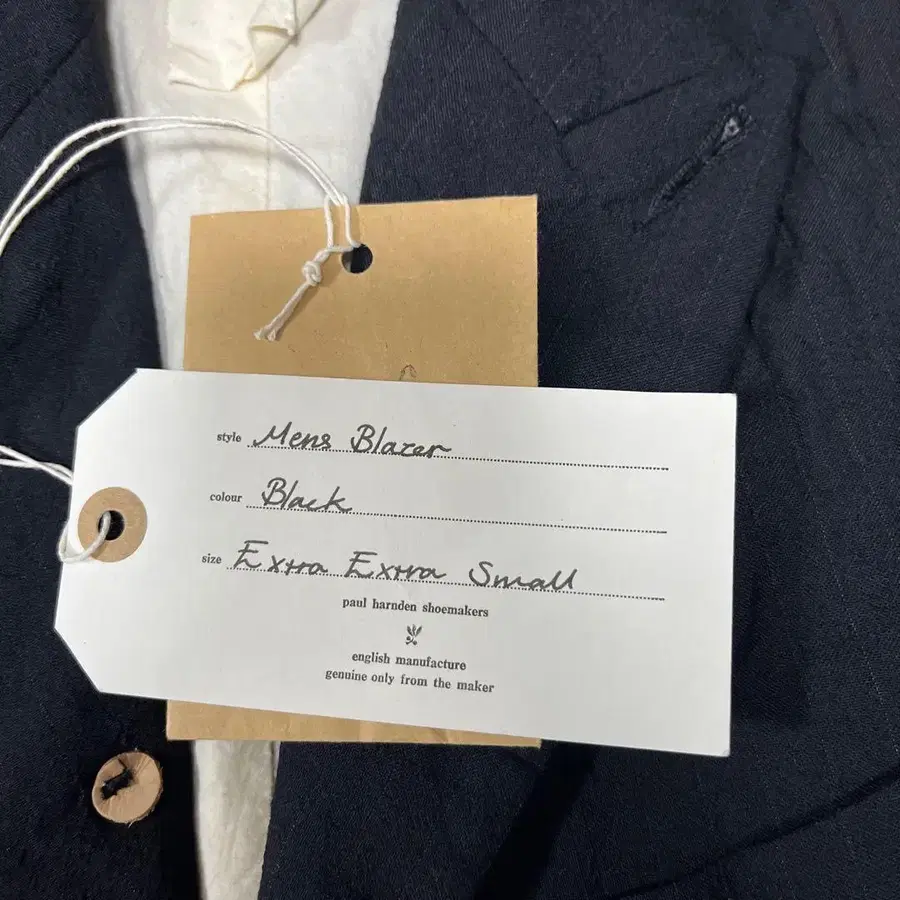 style Mens Blazer
colour Black
size Extra Extra Small
paul harnden shoemakers
english manufacture
genuine only from the maker